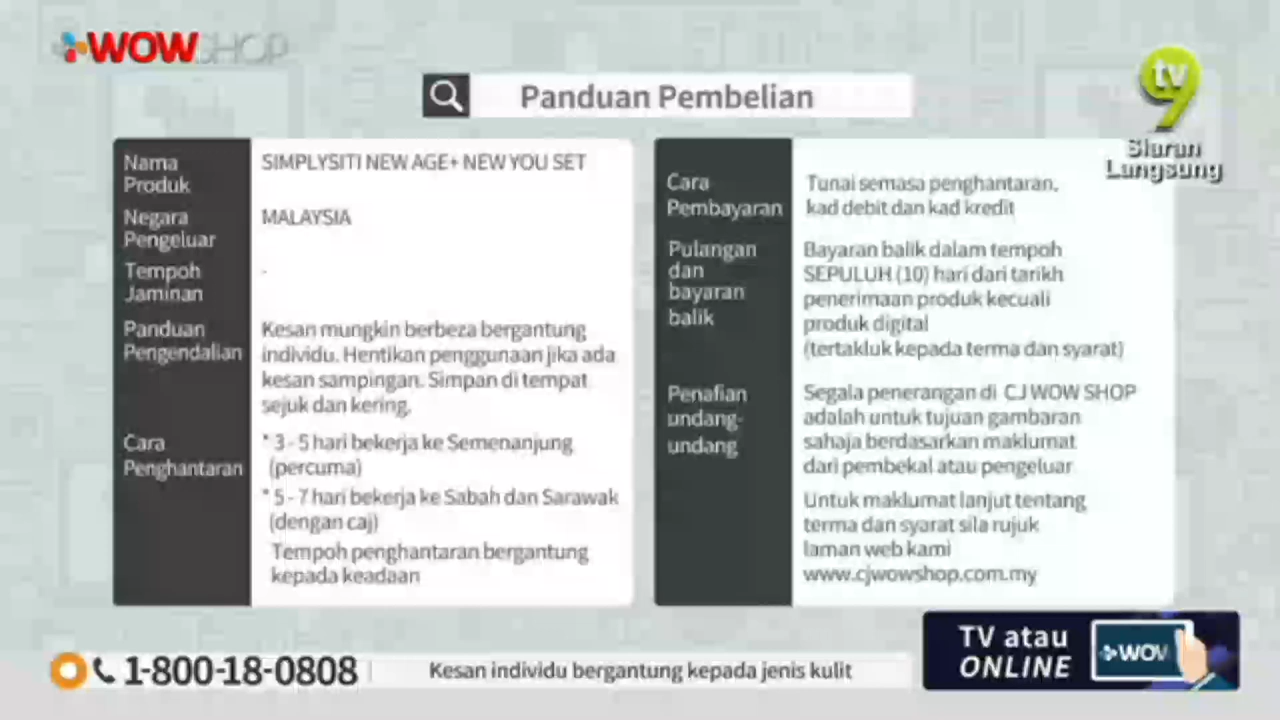 WOWSHOP
Panduan Pembelian
tv9
Siaran
Langsung
Nama
Produk
SIMPLYSITI NEW AGE+ NEW YOU SET
Negara
Pengeluar
MALAYSIA
Tempoh
Jaminan
-
Panduan
Pengendalian
Kesan mungkin berbeza bergantung
individu. Hentikan penggunaan jika ada
kesan sampingan. Simpan di tempat
sejuk dan kering.
Cara
Penghantaran
* 3 - 5 hari bekerja ke Semenanjung
(percuma)
* 5 - 7 hari bekerja ke Sabah dan Sarawak
(dengan caj)
Tempoh penghantaran bergantung
kepada keadaan
Cara
Pembayaran
Tunai semasa penghantaran,
kad debit dan kad kredit
Pulangan
dan
bayaran
balik
Bayaran balik dalam tempoh
SEPULUH (10) hari dari tarikh
penerimaan produk kecuali
produk digital
(tertakluk kepada terma dan syarat)
Penafian
undang-
undang
Segala penerangan di CJ WOW SHOP
adalah untuk tujuan gambaran
sahaja berdasarkan maklumat
dari pembekal atau pengeluar
Untuk maklumat lanjut tentang
terma dan syarat sila rujuk
laman web kami
www.cjwowshop.com.my
1-800-18-0808
Kesan individu bergantung kepada jenis kulit
TV atau
ONLINE
WOW